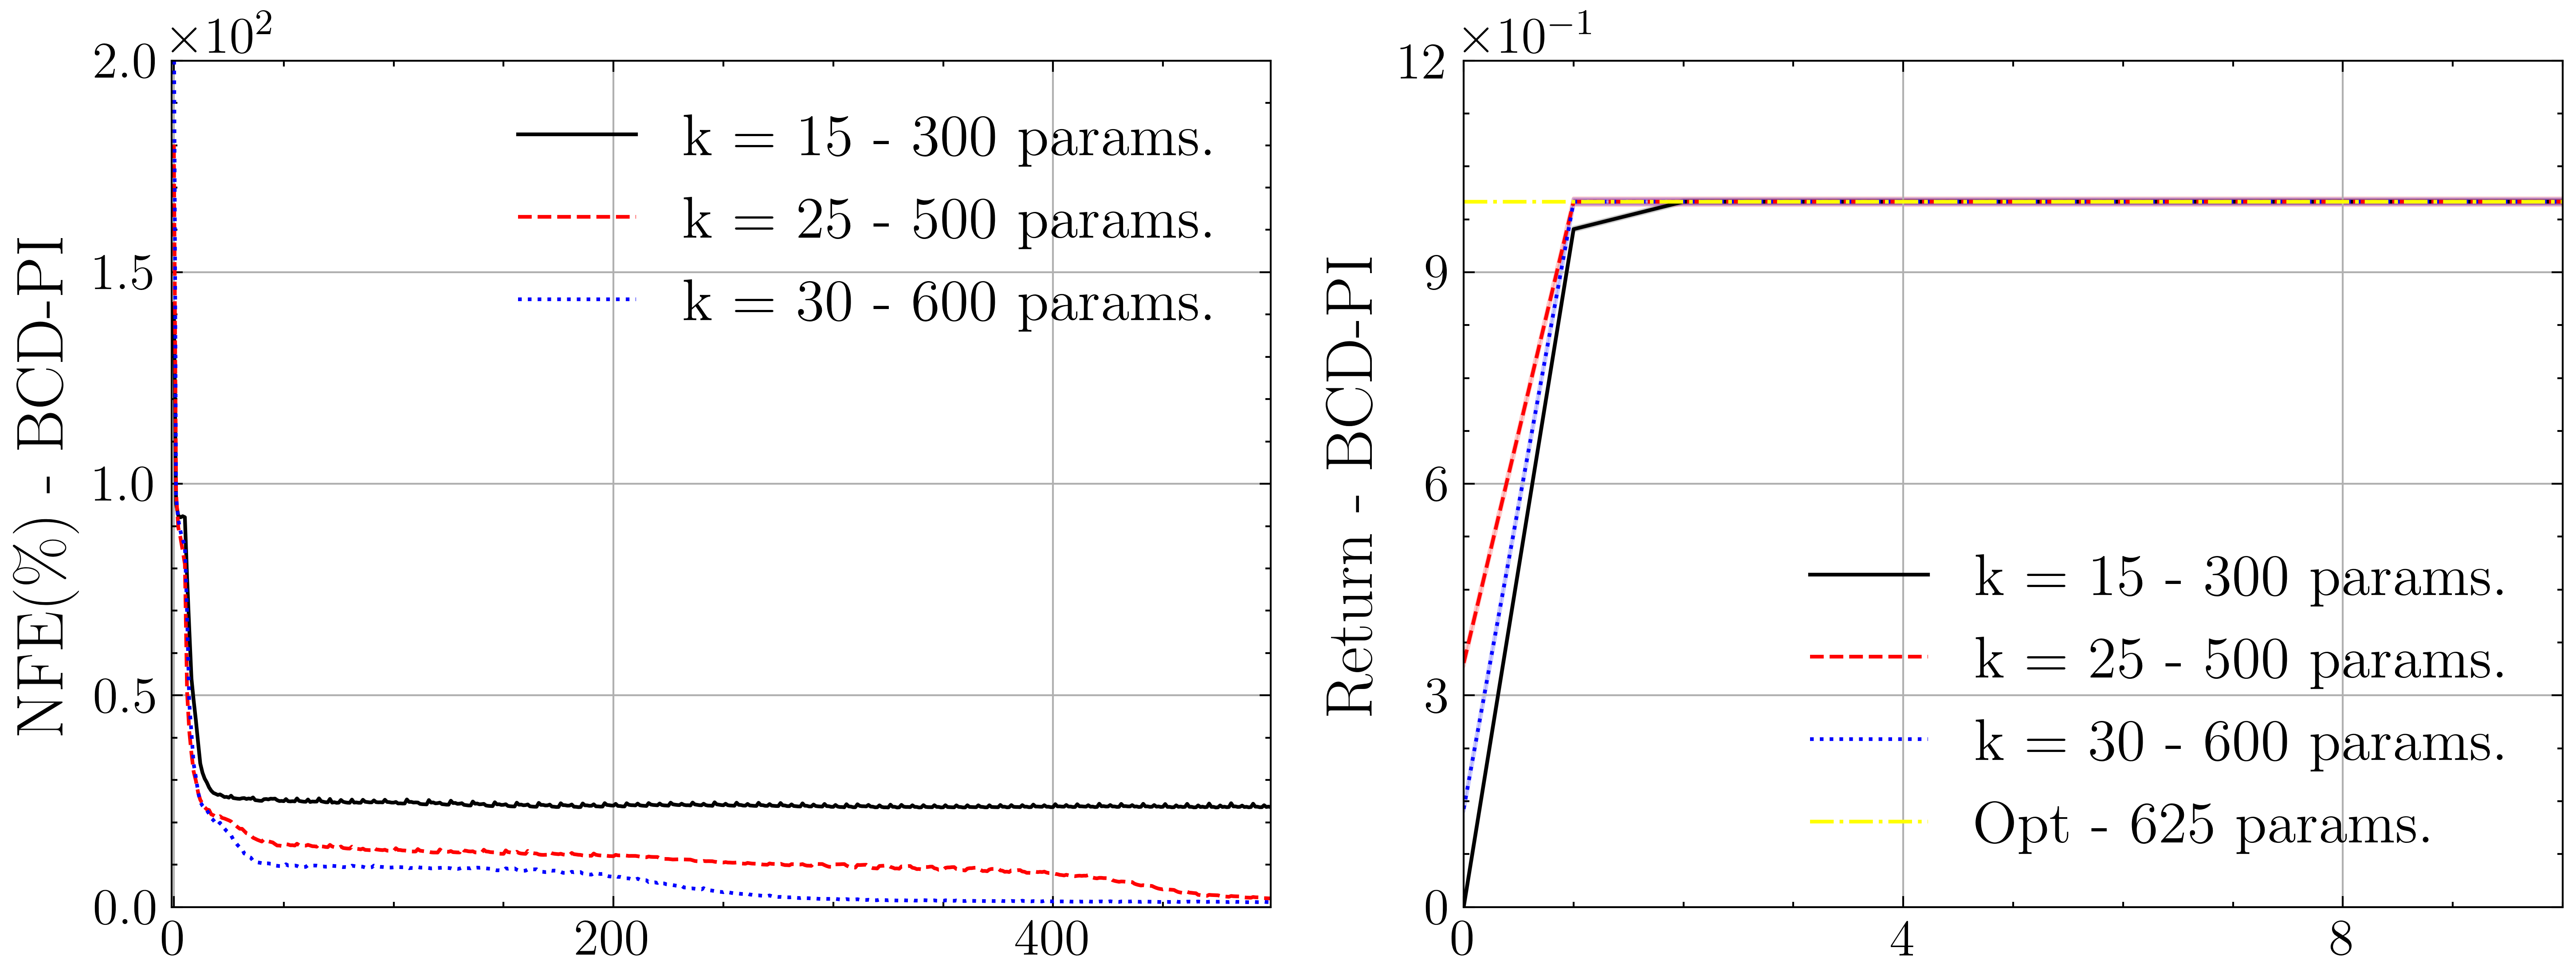 ×10²
2.0
1.5
1.0
0.5
0.0
0
200
400
NFE(%) - BCD-PI
k = 15 - 300 params.
k = 25 - 500 params.
k = 30 - 600 params.
×10⁻¹
12
9
6
3
0
0
4
8
Return - BCD-PI
k = 15 - 300 params.
k = 25 - 500 params.
k = 30 - 600 params.
Opt - 625 params.